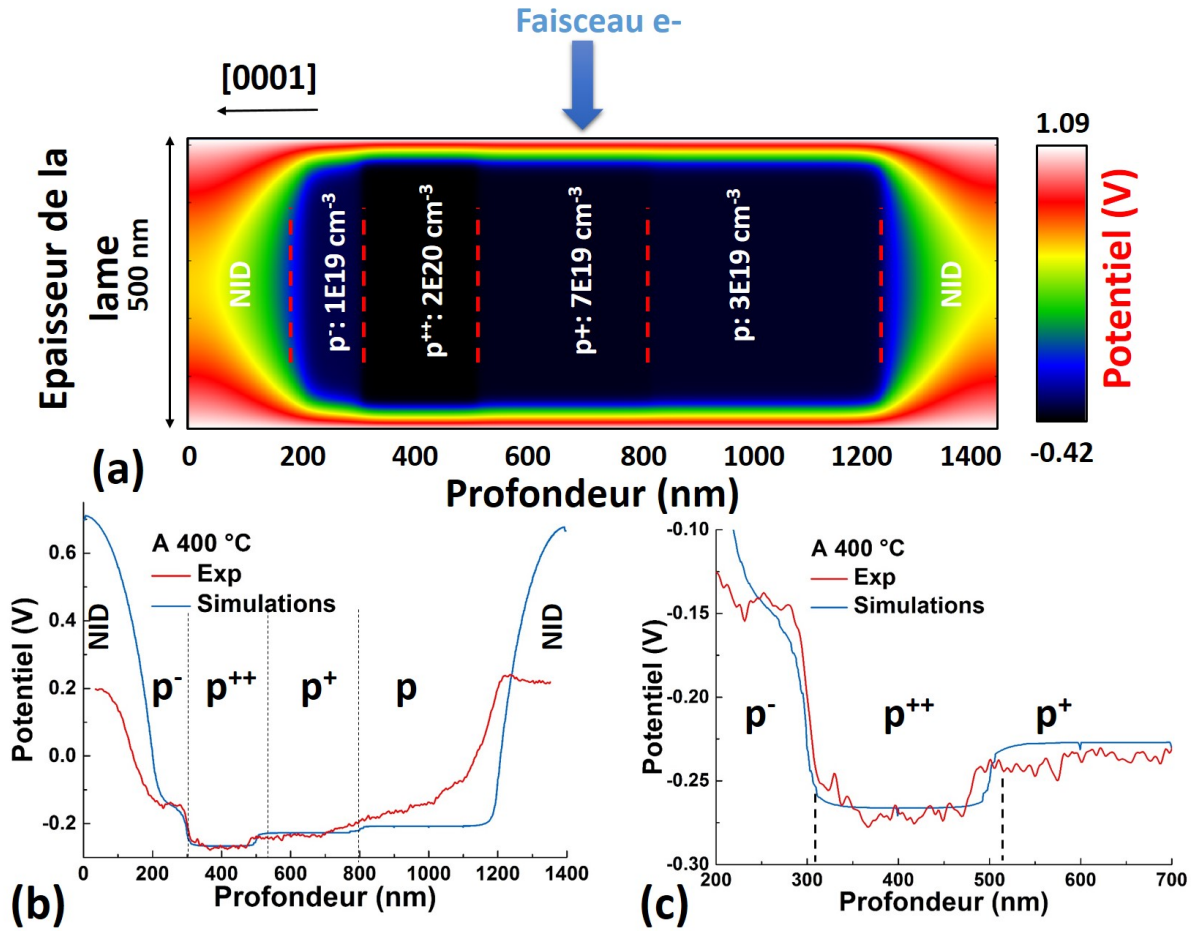 Faisceau e-
[0001]
Epaisseur de la
lame
500 nm
NID
p-: 1E19 cm-3
p++: 2E20 cm-3
p+: 7E19 cm-3
p: 3E19 cm-3
NID
1.09
Potentiel (V)
-0.42
0 200 400 600 800 1000 1200 1400
(a)
Profondeur (nm)
0.6
0.4
0.2
0.0
-0.2
Potentiel (V)
A 400 °C
Exp
Simulations
NID
NID
p- p++ p+ p
0 200 400 600 800 1000 1200 1400
(b)
Profondeur (nm)
-0.10
-0.15
-0.20
-0.25
-0.30
Potentiel (V)
A 400 °C
Exp
Simulations
p- p++ p+
200 300 400 500 600 700
(c)
Profondeur (nm)